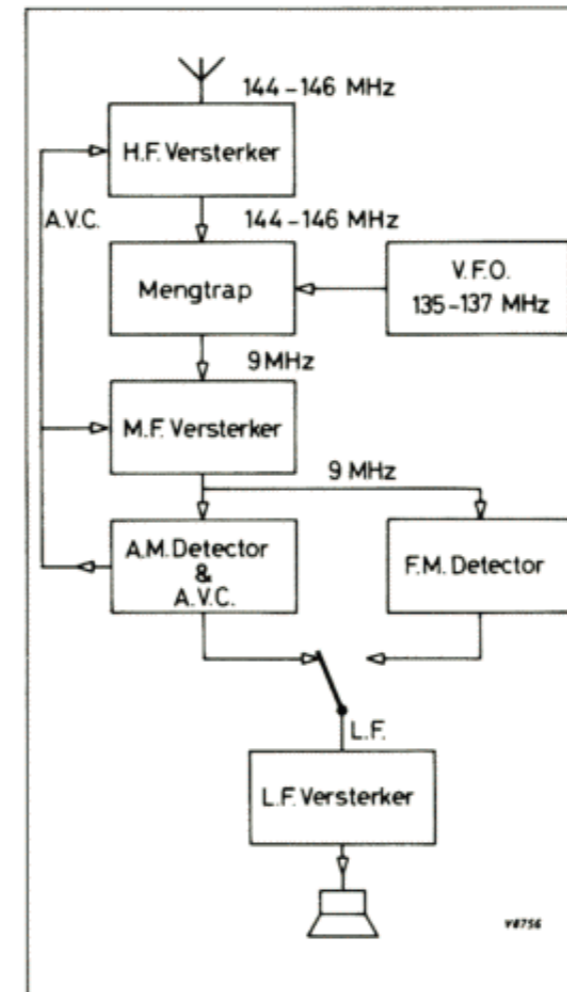 144-146 MHz
H.F. Versterker
A.V.C.
144-146 MHz
Mengtrap
V.F.O.
135-137 MHz
9 MHz
M.F. Versterker
9 MHz
A.M. Detector
&
A.V.C.
F.M. Detector
L.F.
L.F. Versterker
V8756